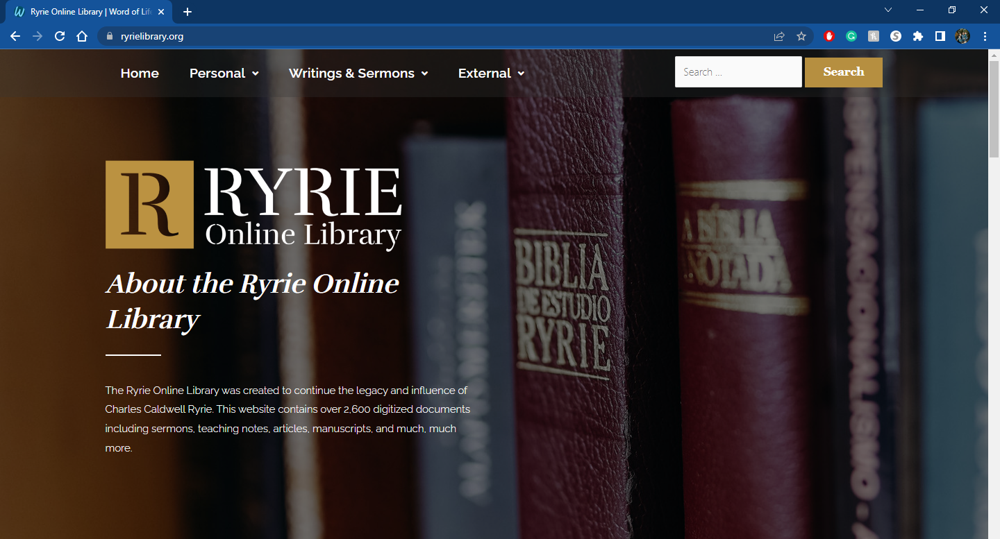 Ryrie Online Library | Word of Life
ryrielibrary.org
Home Personal Writings & Sermons External Search ... Search
R RYRIE
Online Library
About the Ryrie Online
Library
The Ryrie Online Library was created to continue the legacy and influence of
Charles Caldwell Ryrie. This website contains over 2,600 digitized documents
including sermons, teaching notes, articles, manuscripts, and much, much
more.
BIBLIA
DE ESTUDIO
RYRIE
A BÍBLIA
ANOTADA